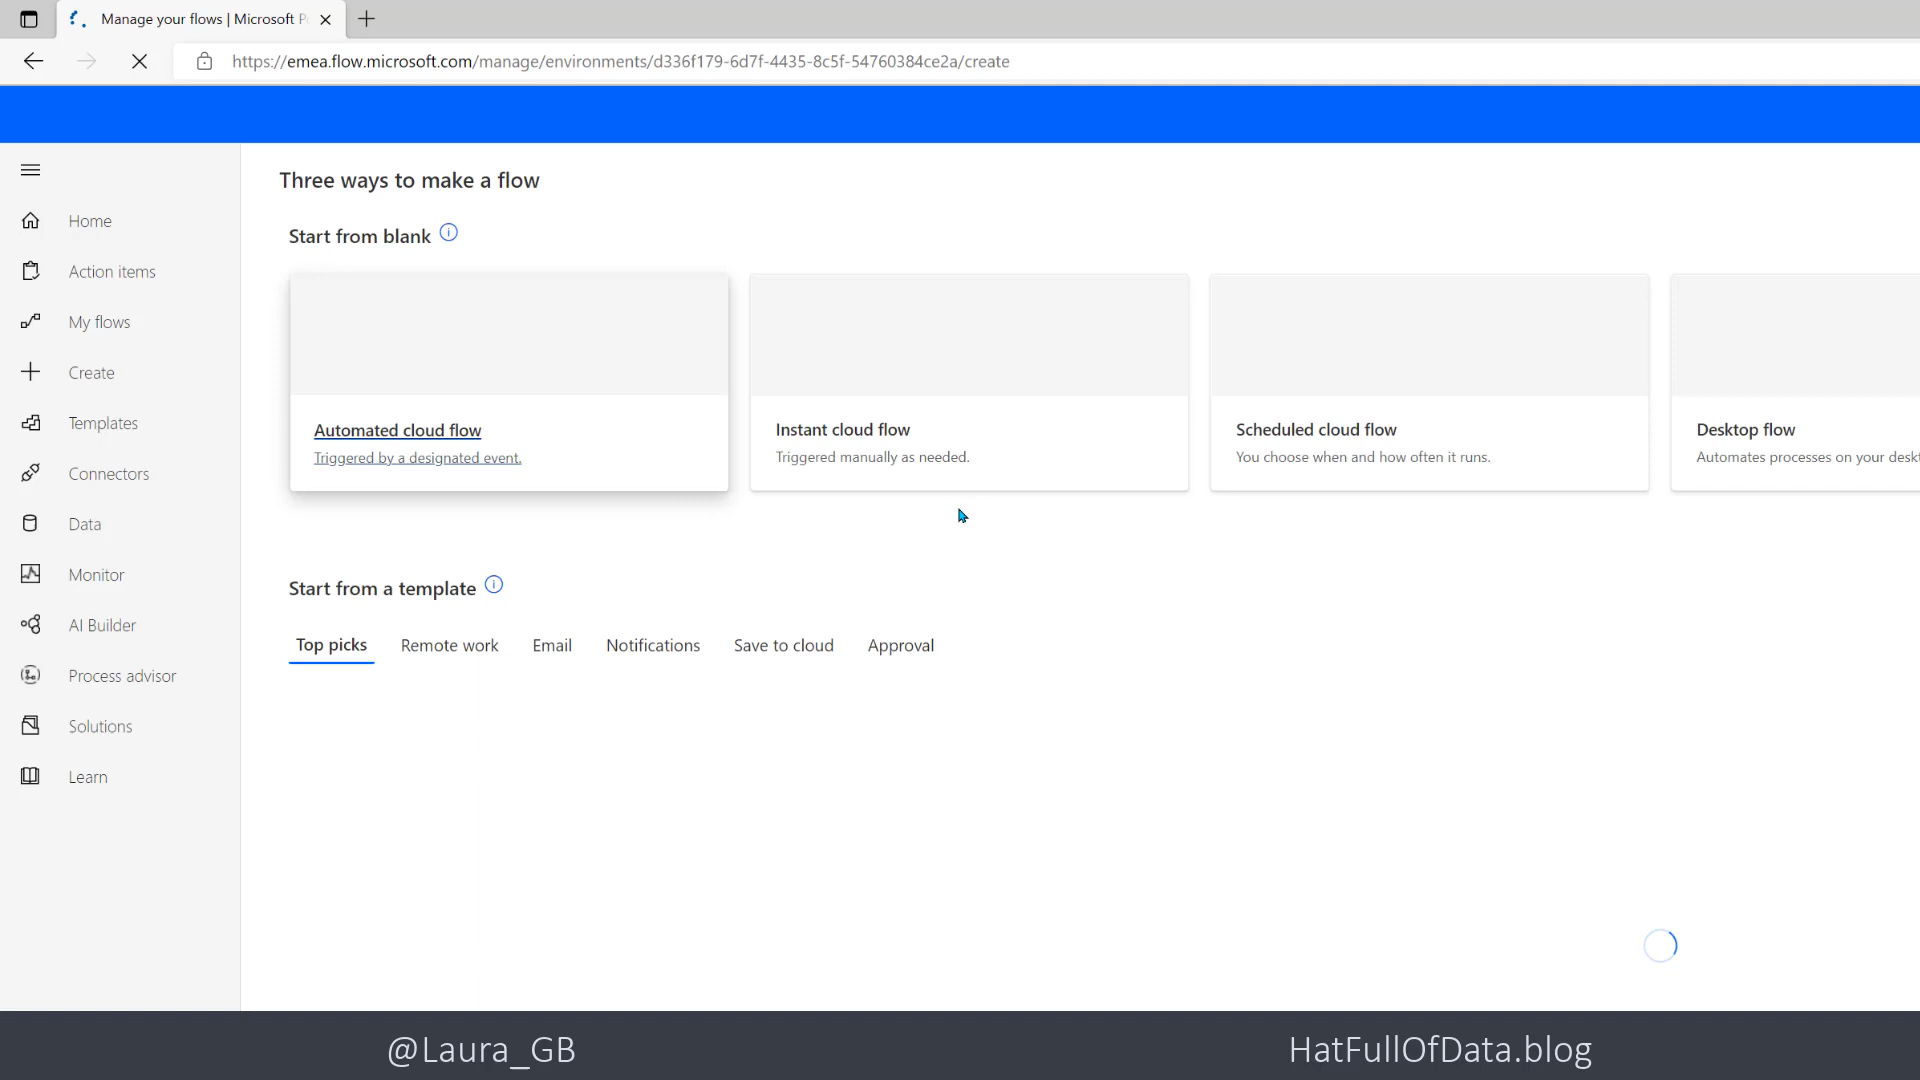 Manage your flows | Microsoft P
https://emea.flow.microsoft.com/manage/environments/d336f179-6d7f-4435-8c5f-54760384ce2a/create
Three ways to make a flow
Start from blank
Home
Action items
My flows
Create
Templates
Connectors
Data
Monitor
AI Builder
Process advisor
Solutions
Learn
Automated cloud flow
Triggered by a designated event.
Instant cloud flow
Triggered manually as needed.
Scheduled cloud flow
You choose when and how often it runs.
Desktop flow
Automates processes on your
Start from a template
Top picks
Remote work
Email
Notifications
Save to cloud
Approval
@Laura_GB
HatFullOfData.blog